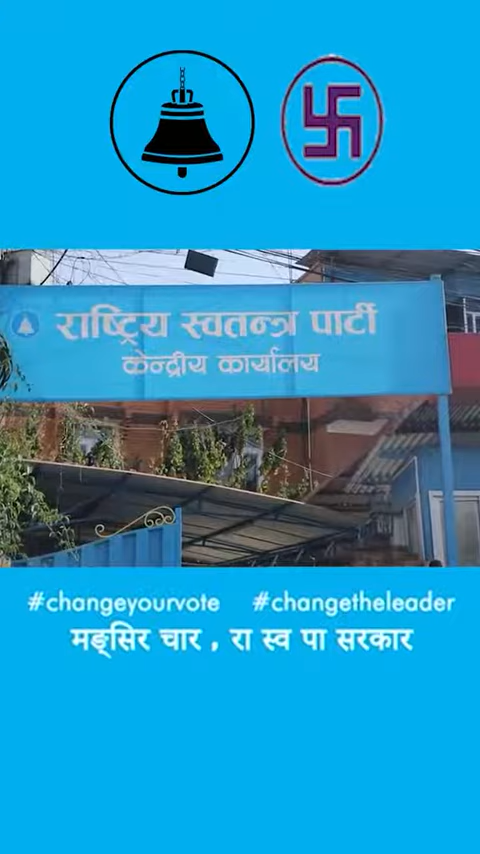 राष्ट्रिय स्वतन्त्र पार्टी
केन्द्रीय कार्यालय
#changeyourvote #changetheleader
मङ्सिर चार , रा स्व पा सरकार